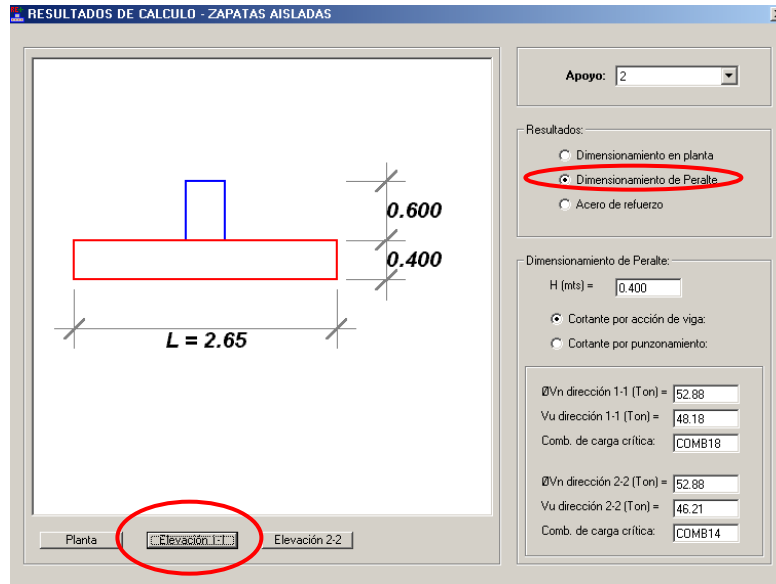 RESULTADOS DE CALCULO - ZAPATAS AISLADAS
0.600
0.400
L = 2.65
Planta
Elevación 1-1
Elevación 2-2
Apoyo: 2
Resultados:
Dimensionamiento en planta
Dimensionamiento de Peralte
Acero de refuerzo
Dimensionamiento de Peralte:
H (mts) = 0.400
Cortante por acción de viga:
Cortante por punzonamiento:
ØVn dirección 1-1 (Ton) = 52.88
Vu dirección 1-1 (Ton) = 48.18
Comb. de carga crítica: COMB18
ØVn dirección 2-2 (Ton) = 52.88
Vu dirección 2-2 (Ton) = 46.21
Comb. de carga crítica: COMB14